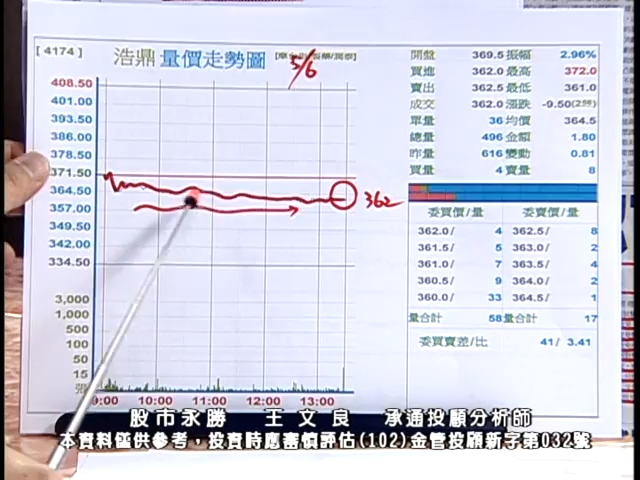 [4174] 浩鼎 量價走勢圖
5/6
408.50
401.00
393.50
386.00
378.50
371.50
364.50
357.00
349.50
342.00
334.50
3,000
1,000
500
100
50
15
張
9:00 10:00 11:00 12:00 13:00
362
開盤 369.5 振幅 2.96%
買進 362.0 最高 372.0
賣出 362.5 最低 361.0
成交 362.0 漲跌 -9.50
單量 36 均價 364.5
總量 496 金額 1.80
昨量 616 變動 0.81
買量 4 賣量 8
委買價/量 委賣價/量
362.0/ 4 362.5/ 8
361.5/ 5 363.0/ 2
361.0/ 7 363.5/ 4
360.5/ 9 364.0/ 2
360.0/ 33 364.5/ 1
量合計 58 量合計 17
委買賣差/比 41/ 3.41
股市永勝 王文良 承通投顧分析師
本資料僅供參考，投資時應審慎評估(102)金管投顧新字第032號